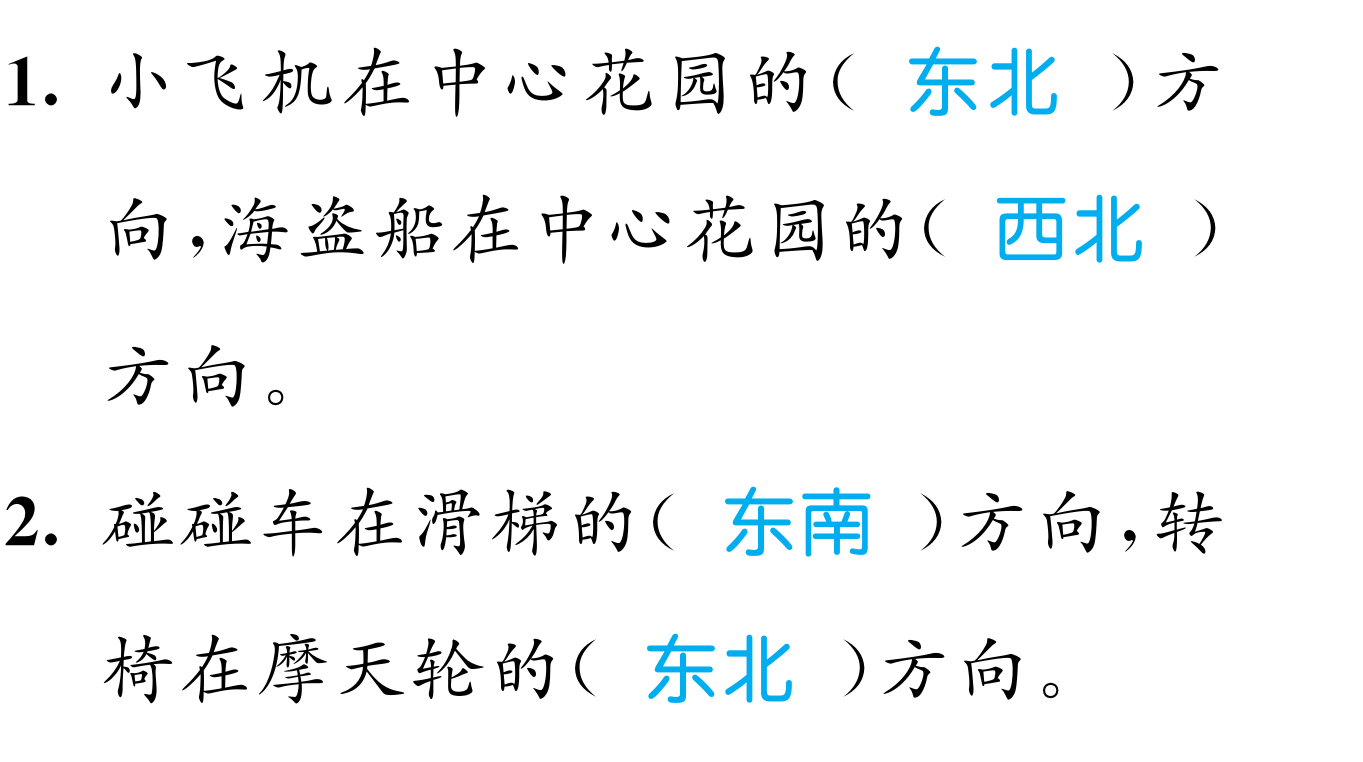 1. 小飞机在中心花园的( 东北 )方
向,海盗船在中心花园的( 西北 )
方向。
2. 碰碰车在滑梯的( 东南 )方向,转
椅在摩天轮的( 东北 )方向。